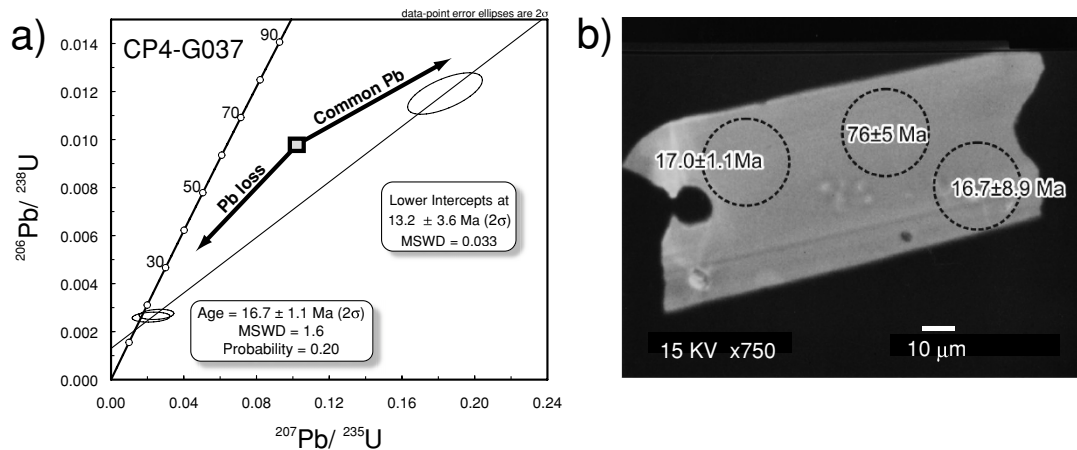 a)
data-point error ellipses are 2σ
CP4-G037
0.014
0.012
0.010
0.008
0.006
0.004
0.002
0.000
206Pb/ 238U
90
70
50
30
Common Pb
Pb loss
Lower Intercepts at
13.2 ± 3.6 Ma (2σ)
MSWD = 0.033
Age = 16.7 ± 1.1 Ma (2σ)
MSWD = 1.6
Probability = 0.20
0.00 0.04 0.08 0.12 0.16 0.20 0.24
207Pb/ 235U
b)
17.0±1.1Ma
76±5 Ma
16.7±8.9 Ma
15 KV x750
10 μm